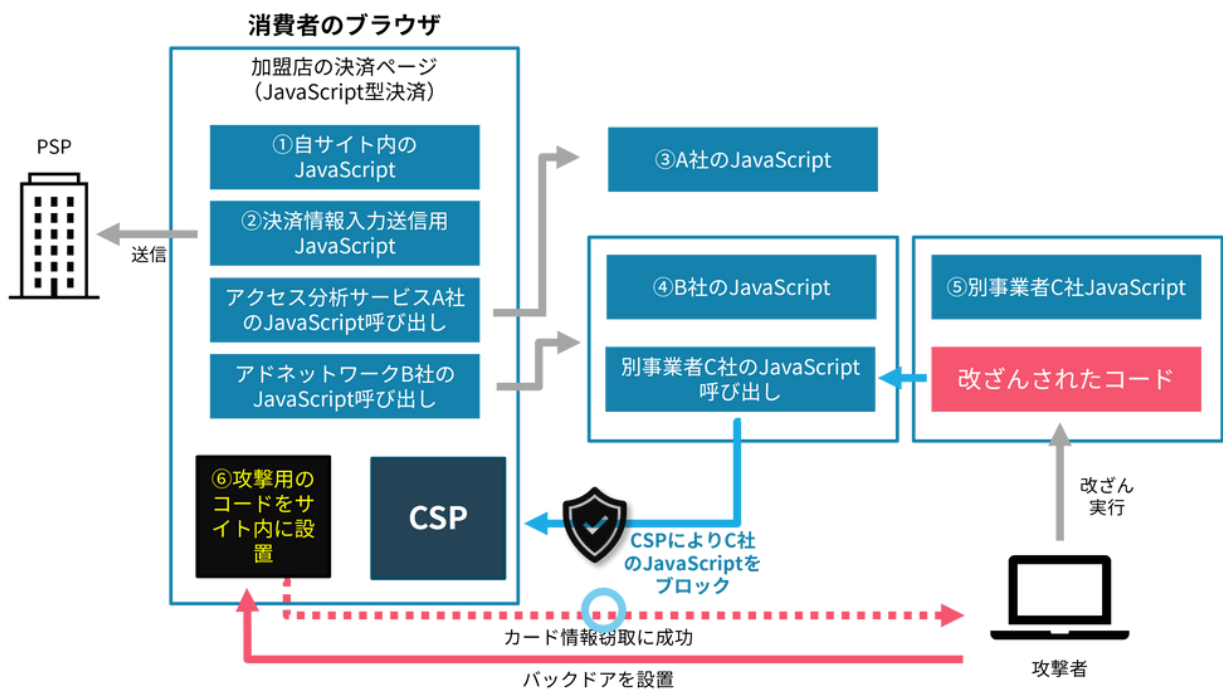 消費者のブラウザ
加盟店の決済ページ
（JavaScript型決済）
PSP
送信
①自サイト内の
JavaScript
②決済情報入力送信用
JavaScript
アクセス分析サービスA社
のJavaScript呼び出し
アドネットワークB社の
JavaScript呼び出し
③A社のJavaScript
④B社のJavaScript
別事業者C社のJavaScript
呼び出し
⑤別事業者C社JavaScript
改ざんされたコード
⑥攻撃用の
コードをサ
イト内に設
置
CSP
CSPによりC社
のJavaScriptを
ブロック
改ざん
実行
カード情報窃取に成功
バックドアを設置
攻撃者